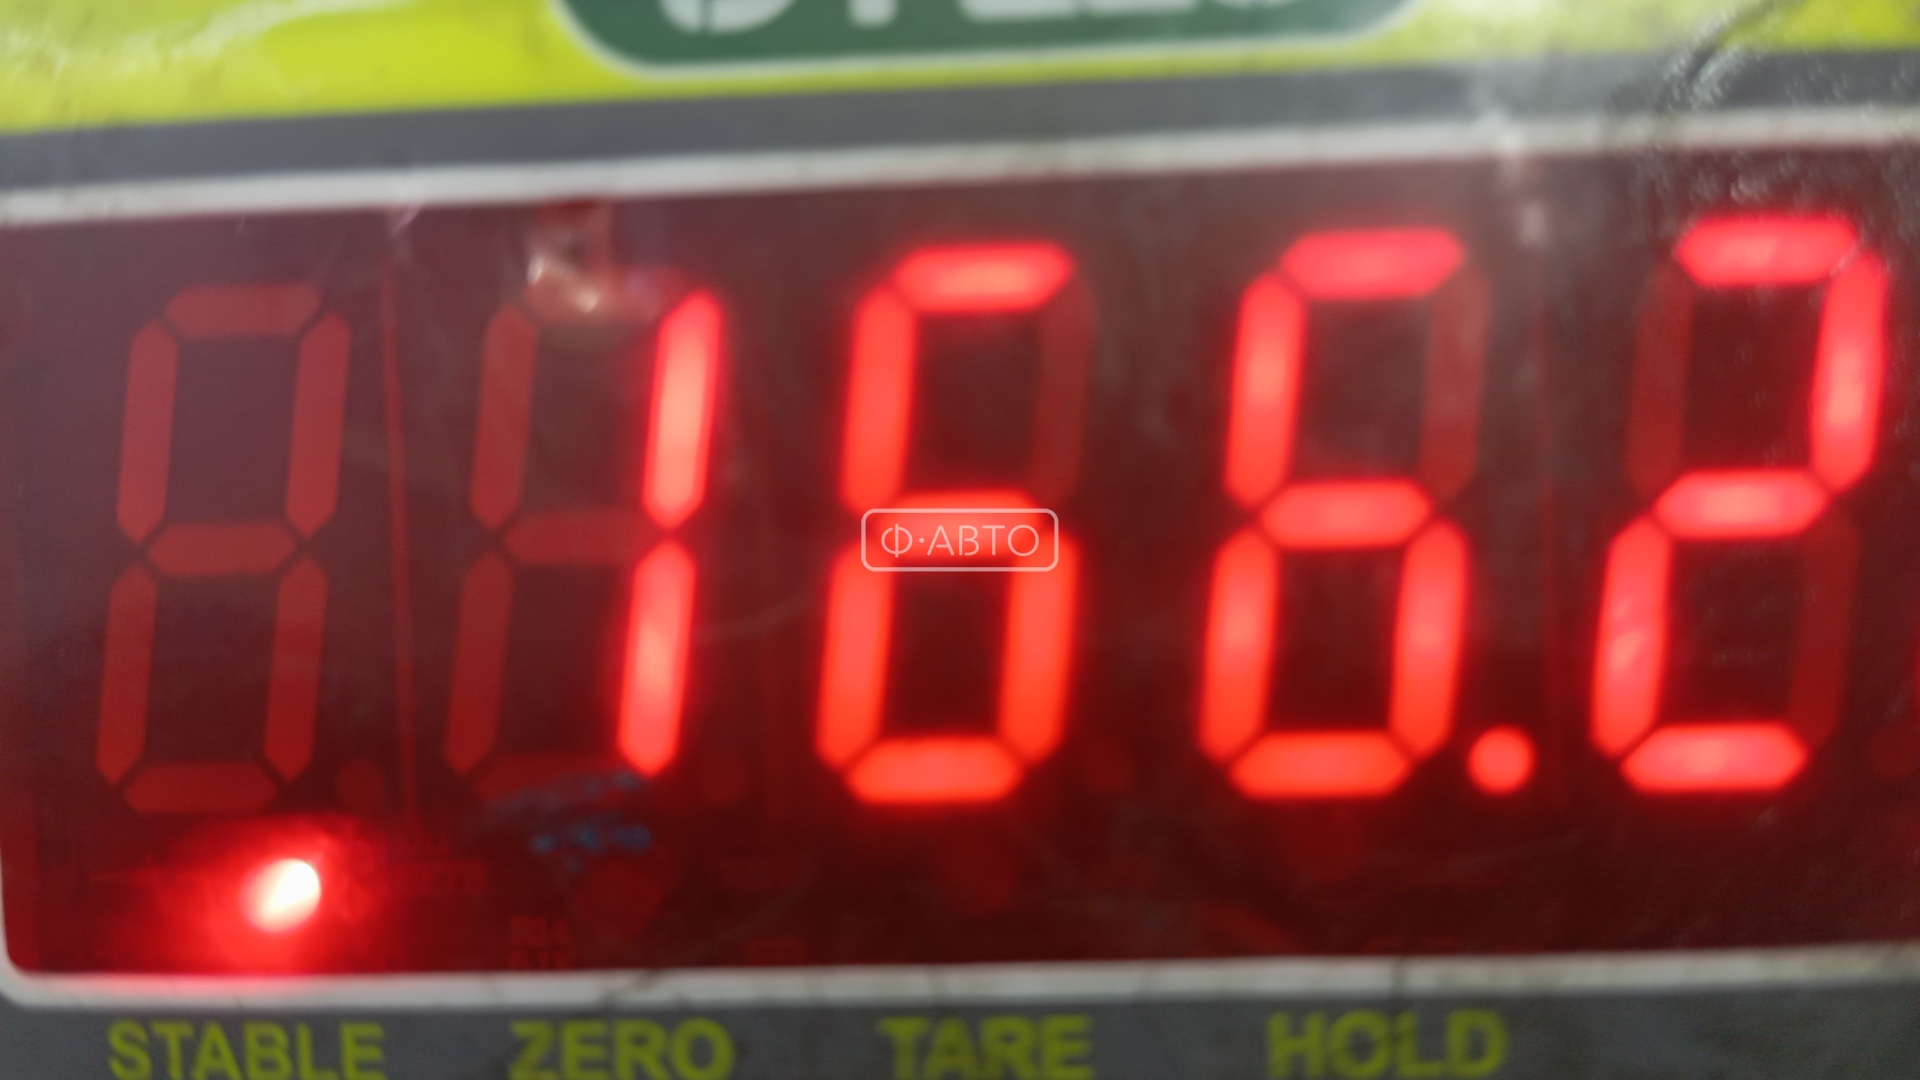 166.2
Ф·АВТО
STABLE ZERO TARE HOLD